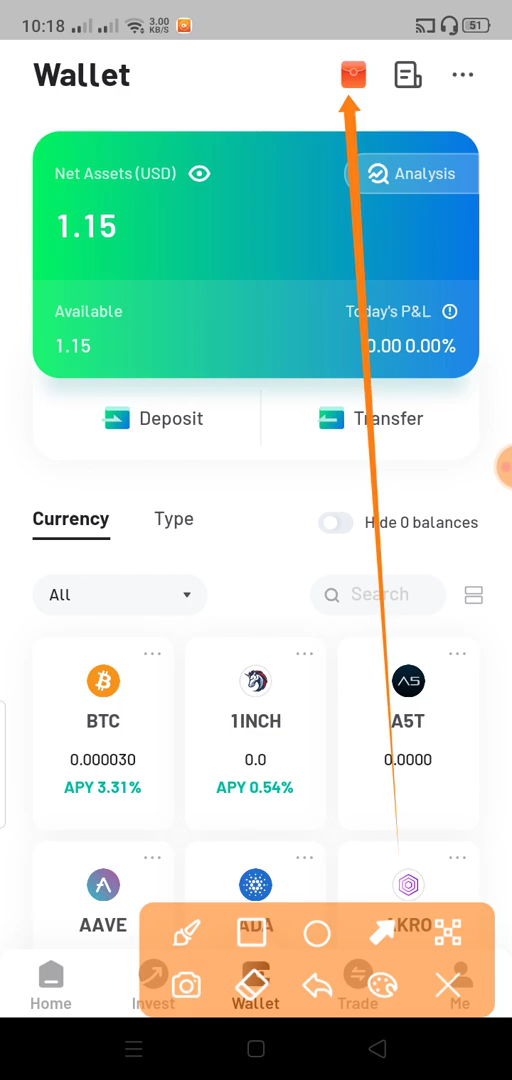 10:18 3.00 KB/S 51
Wallet
Net Assets (USD) Analysis
1.15
Available Today's P&L
1.15 0.00 0.00%
Deposit Transfer
Currency Type Hide 0 balances
All Search
A5
BTC 1INCH A5T
0.000030 0.0 0.0000
APY 3.31% APY 0.54%
AAVE ADA AKRO
Home Invest Wallet Trade Me